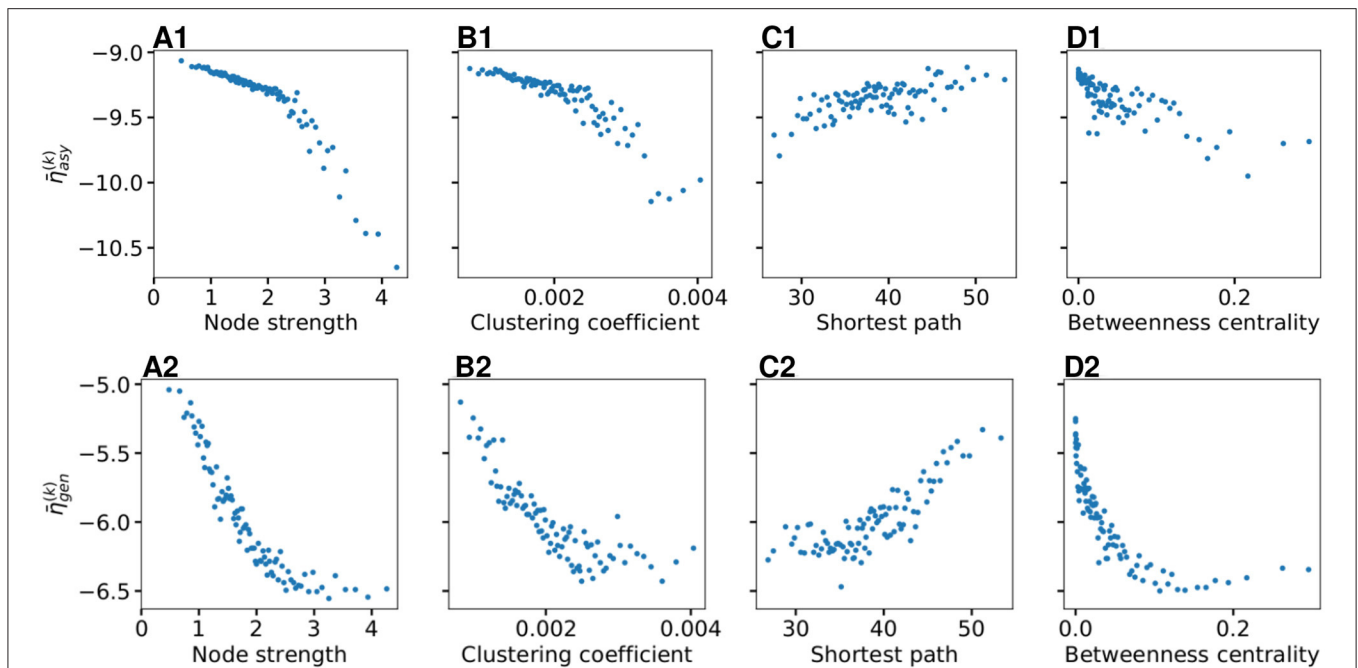 A1 B1 C1 D1
−9.0
−9.5
−10.0
−10.5
η̄(k)asy
0 1 2 3 4 0.002 0.004 30 40 50 0.0 0.2
Node strength Clustering coefficient Shortest path Betweenness centrality
A2 B2 C2 D2
−5.0
−5.5
−6.0
−6.5
η̄(k)gen
0 1 2 3 4 0.002 0.004 30 40 50 0.0 0.2
Node strength Clustering coefficient Shortest path Betweenness centrality